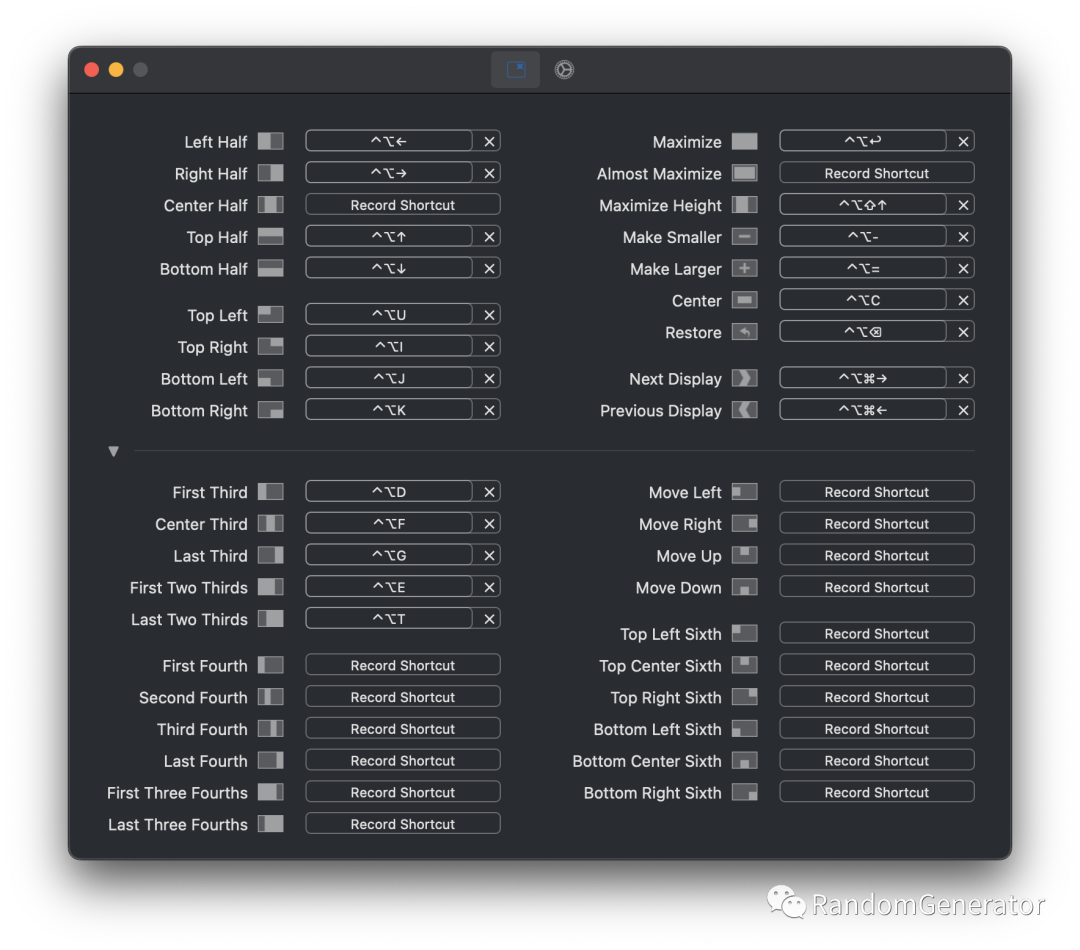 Left Half ^⌥←
Right Half ^⌥→
Center Half Record Shortcut
Top Half ^⌥↑
Bottom Half ^⌥↓
Top Left ^⌥U
Top Right ^⌥I
Bottom Left ^⌥J
Bottom Right ^⌥K
Maximize ^⌥↩
Almost Maximize Record Shortcut
Maximize Height ^⌥⇧↑
Make Smaller ^⌥-
Make Larger ^⌥=
Center ^⌥C
Restore ^⌥⌫
Next Display ^⌥⌘→
Previous Display ^⌥⌘←
First Third ^⌥D
Center Third ^⌥F
Last Third ^⌥G
First Two Thirds ^⌥E
Last Two Thirds ^⌥T
First Fourth Record Shortcut
Second Fourth Record Shortcut
Third Fourth Record Shortcut
Last Fourth Record Shortcut
First Three Fourths Record Shortcut
Last Three Fourths Record Shortcut
Move Left Record Shortcut
Move Right Record Shortcut
Move Up Record Shortcut
Move Down Record Shortcut
Top Left Sixth Record Shortcut
Top Center Sixth Record Shortcut
Top Right Sixth Record Shortcut
Bottom Left Sixth Record Shortcut
Bottom Center Sixth Record Shortcut
Bottom Right Sixth Record Shortcut
RandomGenerator